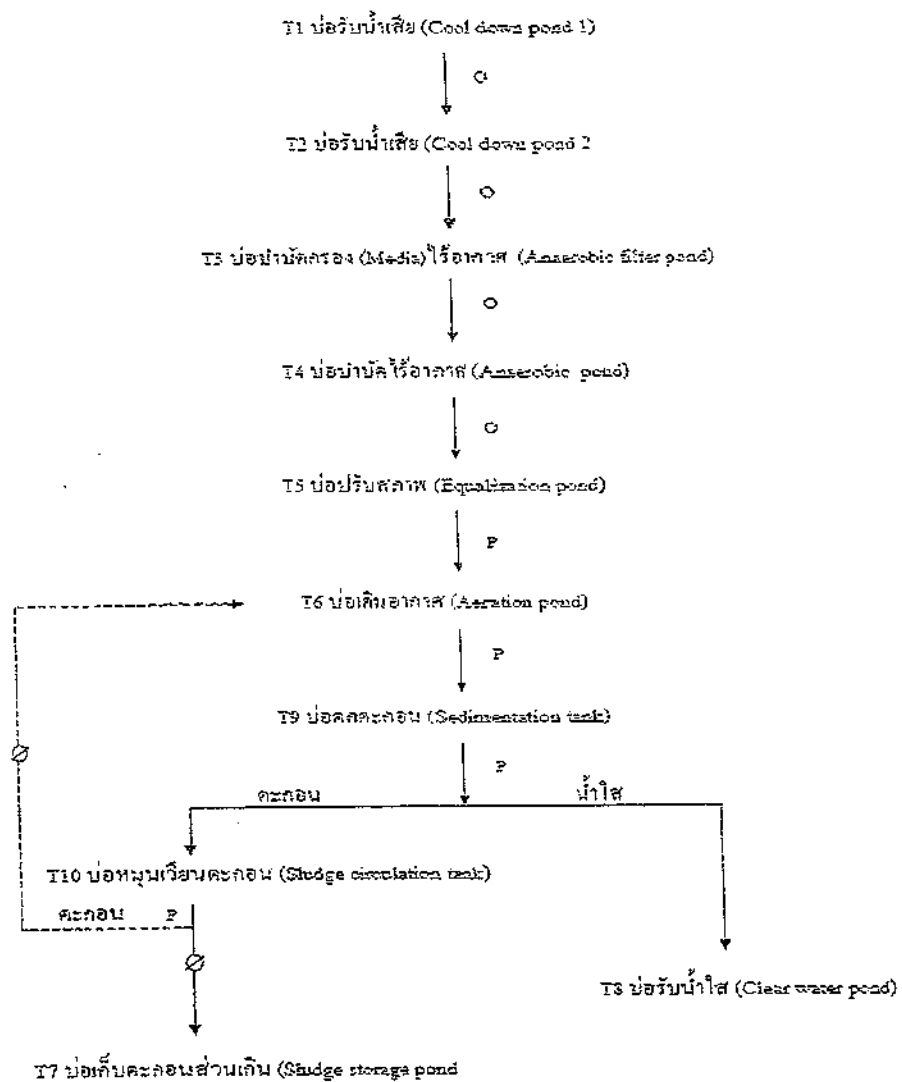 T1 บ่อรับน้ำเสีย (Cool down pond 1)
O
T2 บ่อรับน้ำเสีย (Cool down pond 2
O
T3 บ่อบำบัดกรอง (Media) ไร้อากาศ (Anaerobic filter pond)
O
T4 บ่อบำบัดไร้อากาศ (Anaerobic pond)
O
T5 บ่อปรับสภาพ (Equalization pond)
P
T6 บ่อเติมอากาศ (Aeration pond)
P
T9 บ่อตกตะกอน (Sedimentation tank)
P
ตะกอน น้ำใส
T10 บ่อหมุนเวียนตะกอน (Sludge circulation tank)
ตะกอน P
T8 บ่อรับน้ำใส (Clear water pond)
T7 บ่อเก็บตะกอนส่วนเกิน (Sludge storage pond